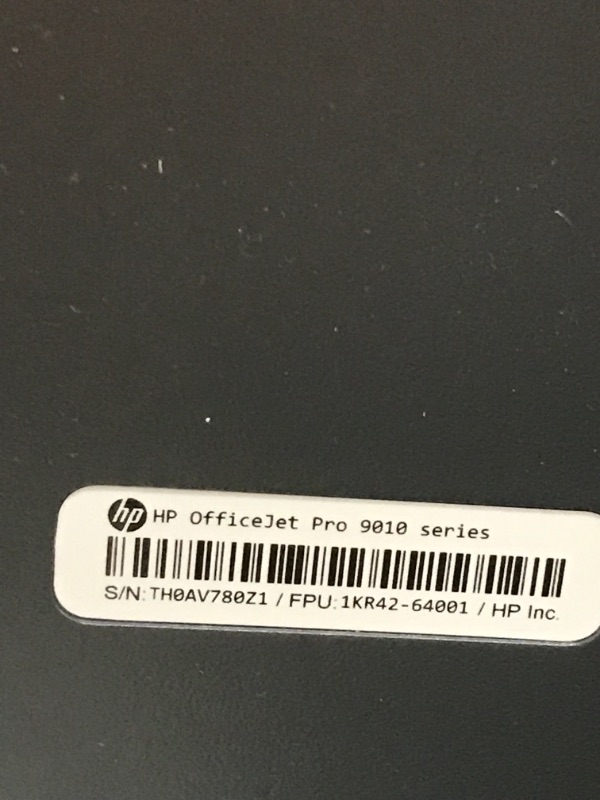 hp HP OfficeJet Pro 9010 series
S/N:TH0AV780Z1 / FPU:1KR42-64001 / HP Inc.